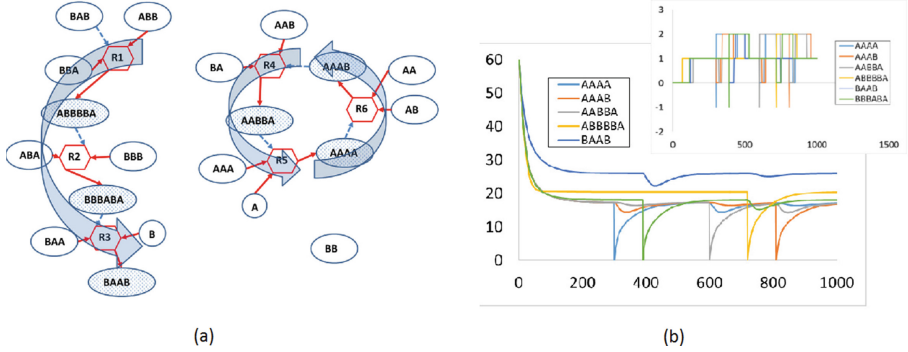 BAB ABB
R1
BBA
ABBBBA
ABA R2 BBB
BBBABA
BAA R3 B
BAAB
AAB
BA R4 AAAB AA
R6
AABBA AB
AAA R5 AAAA
A
BB
(a)
60
50
40
30
20
10
0
0 200 400 600 800 1000
AAAA
AAAB
AABBA
ABBBBA
BAAB
3
2
1
0
1
2
0 500 1000 1500
AAAA
AAAB
AABBA
ABBBBA
BAAB
BBBABA
(b)